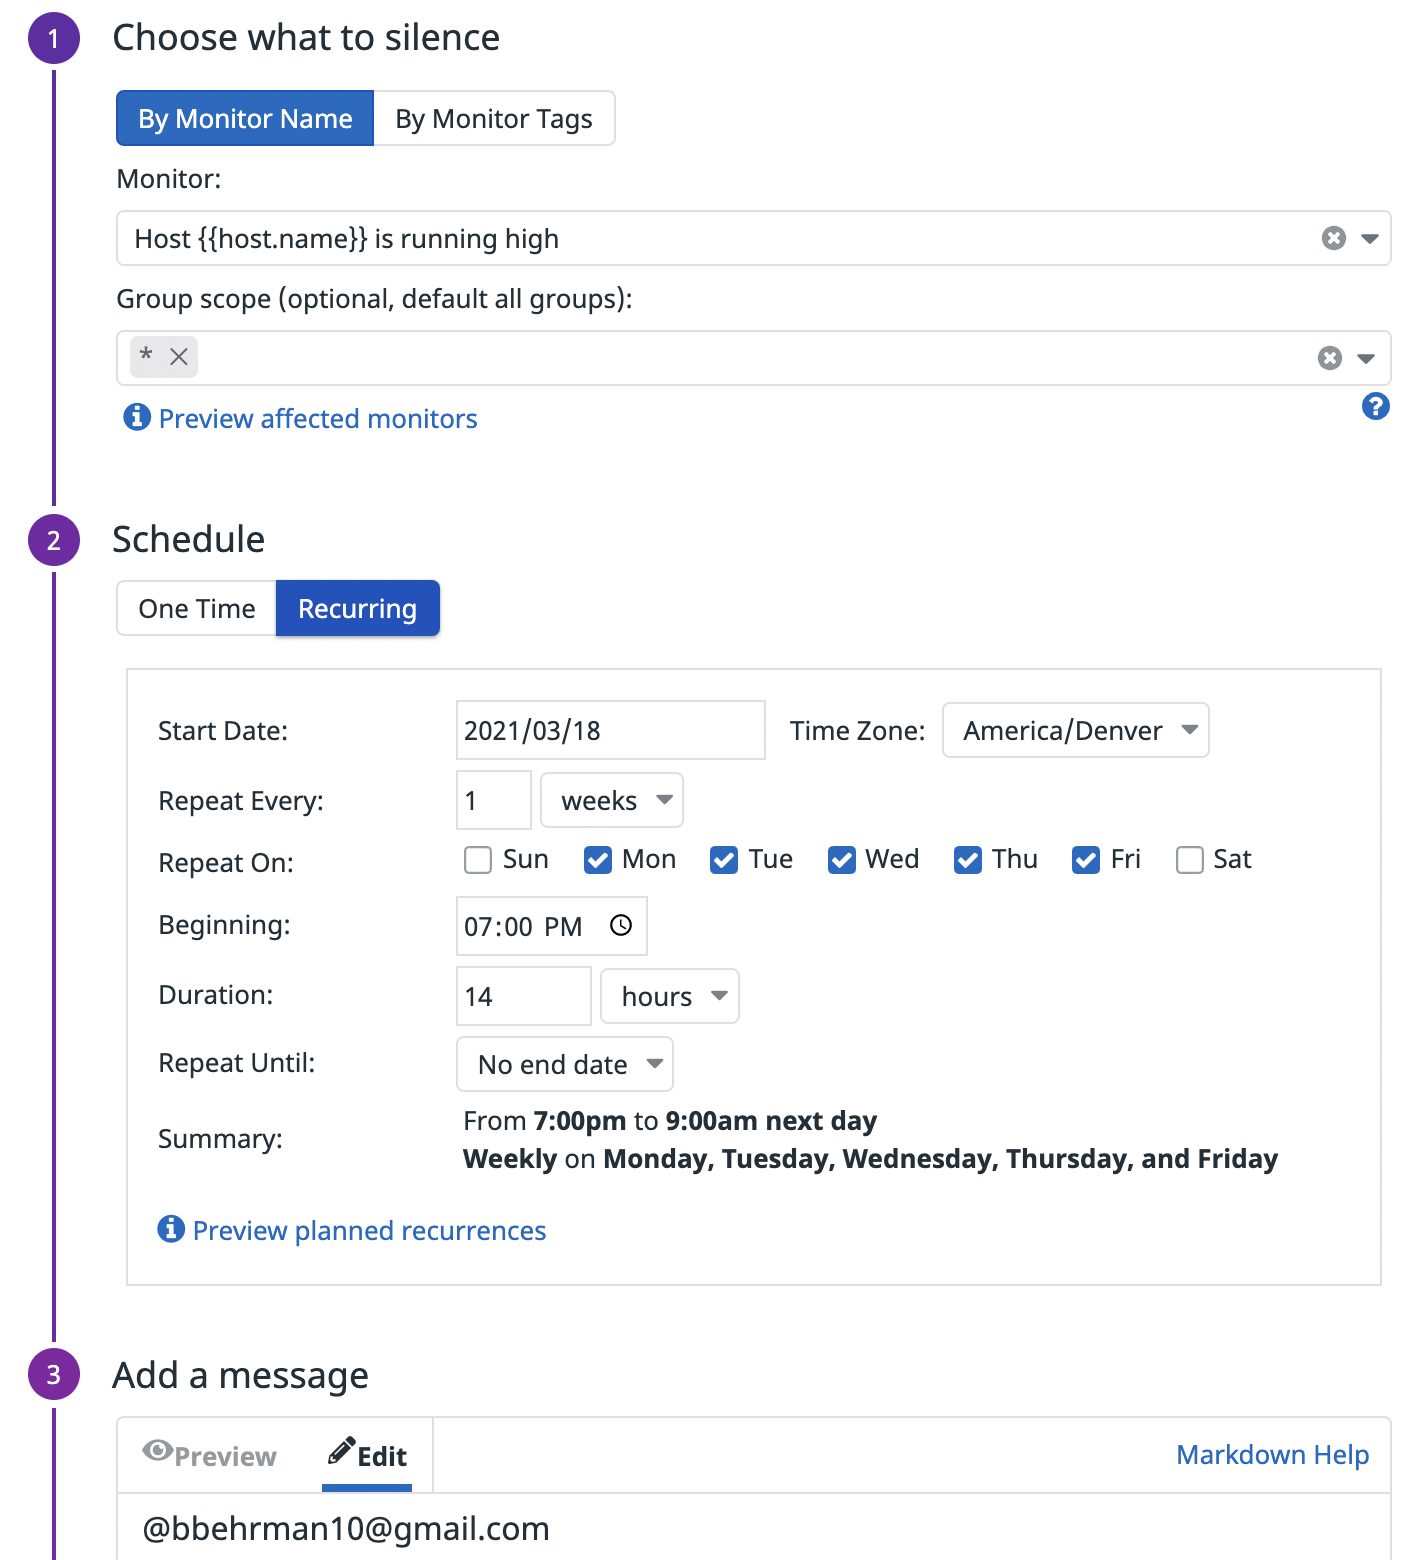 1 Choose what to silence
By Monitor Name By Monitor Tags
Monitor:
Host {{host.name}} is running high
Group scope (optional, default all groups):
*
Preview affected monitors
2 Schedule
One Time Recurring
Start Date: 2021/03/18 Time Zone: America/Denver
Repeat Every: 1 weeks
Repeat On: Sun Mon Tue Wed Thu Fri Sat
Beginning: 07:00 PM
Duration: 14 hours
Repeat Until: No end date
Summary: From 7:00pm to 9:00am next day
Weekly on Monday, Tuesday, Wednesday, Thursday, and Friday
Preview planned recurrences
3 Add a message
Preview Edit Markdown Help
@bbehrman10@gmail.com